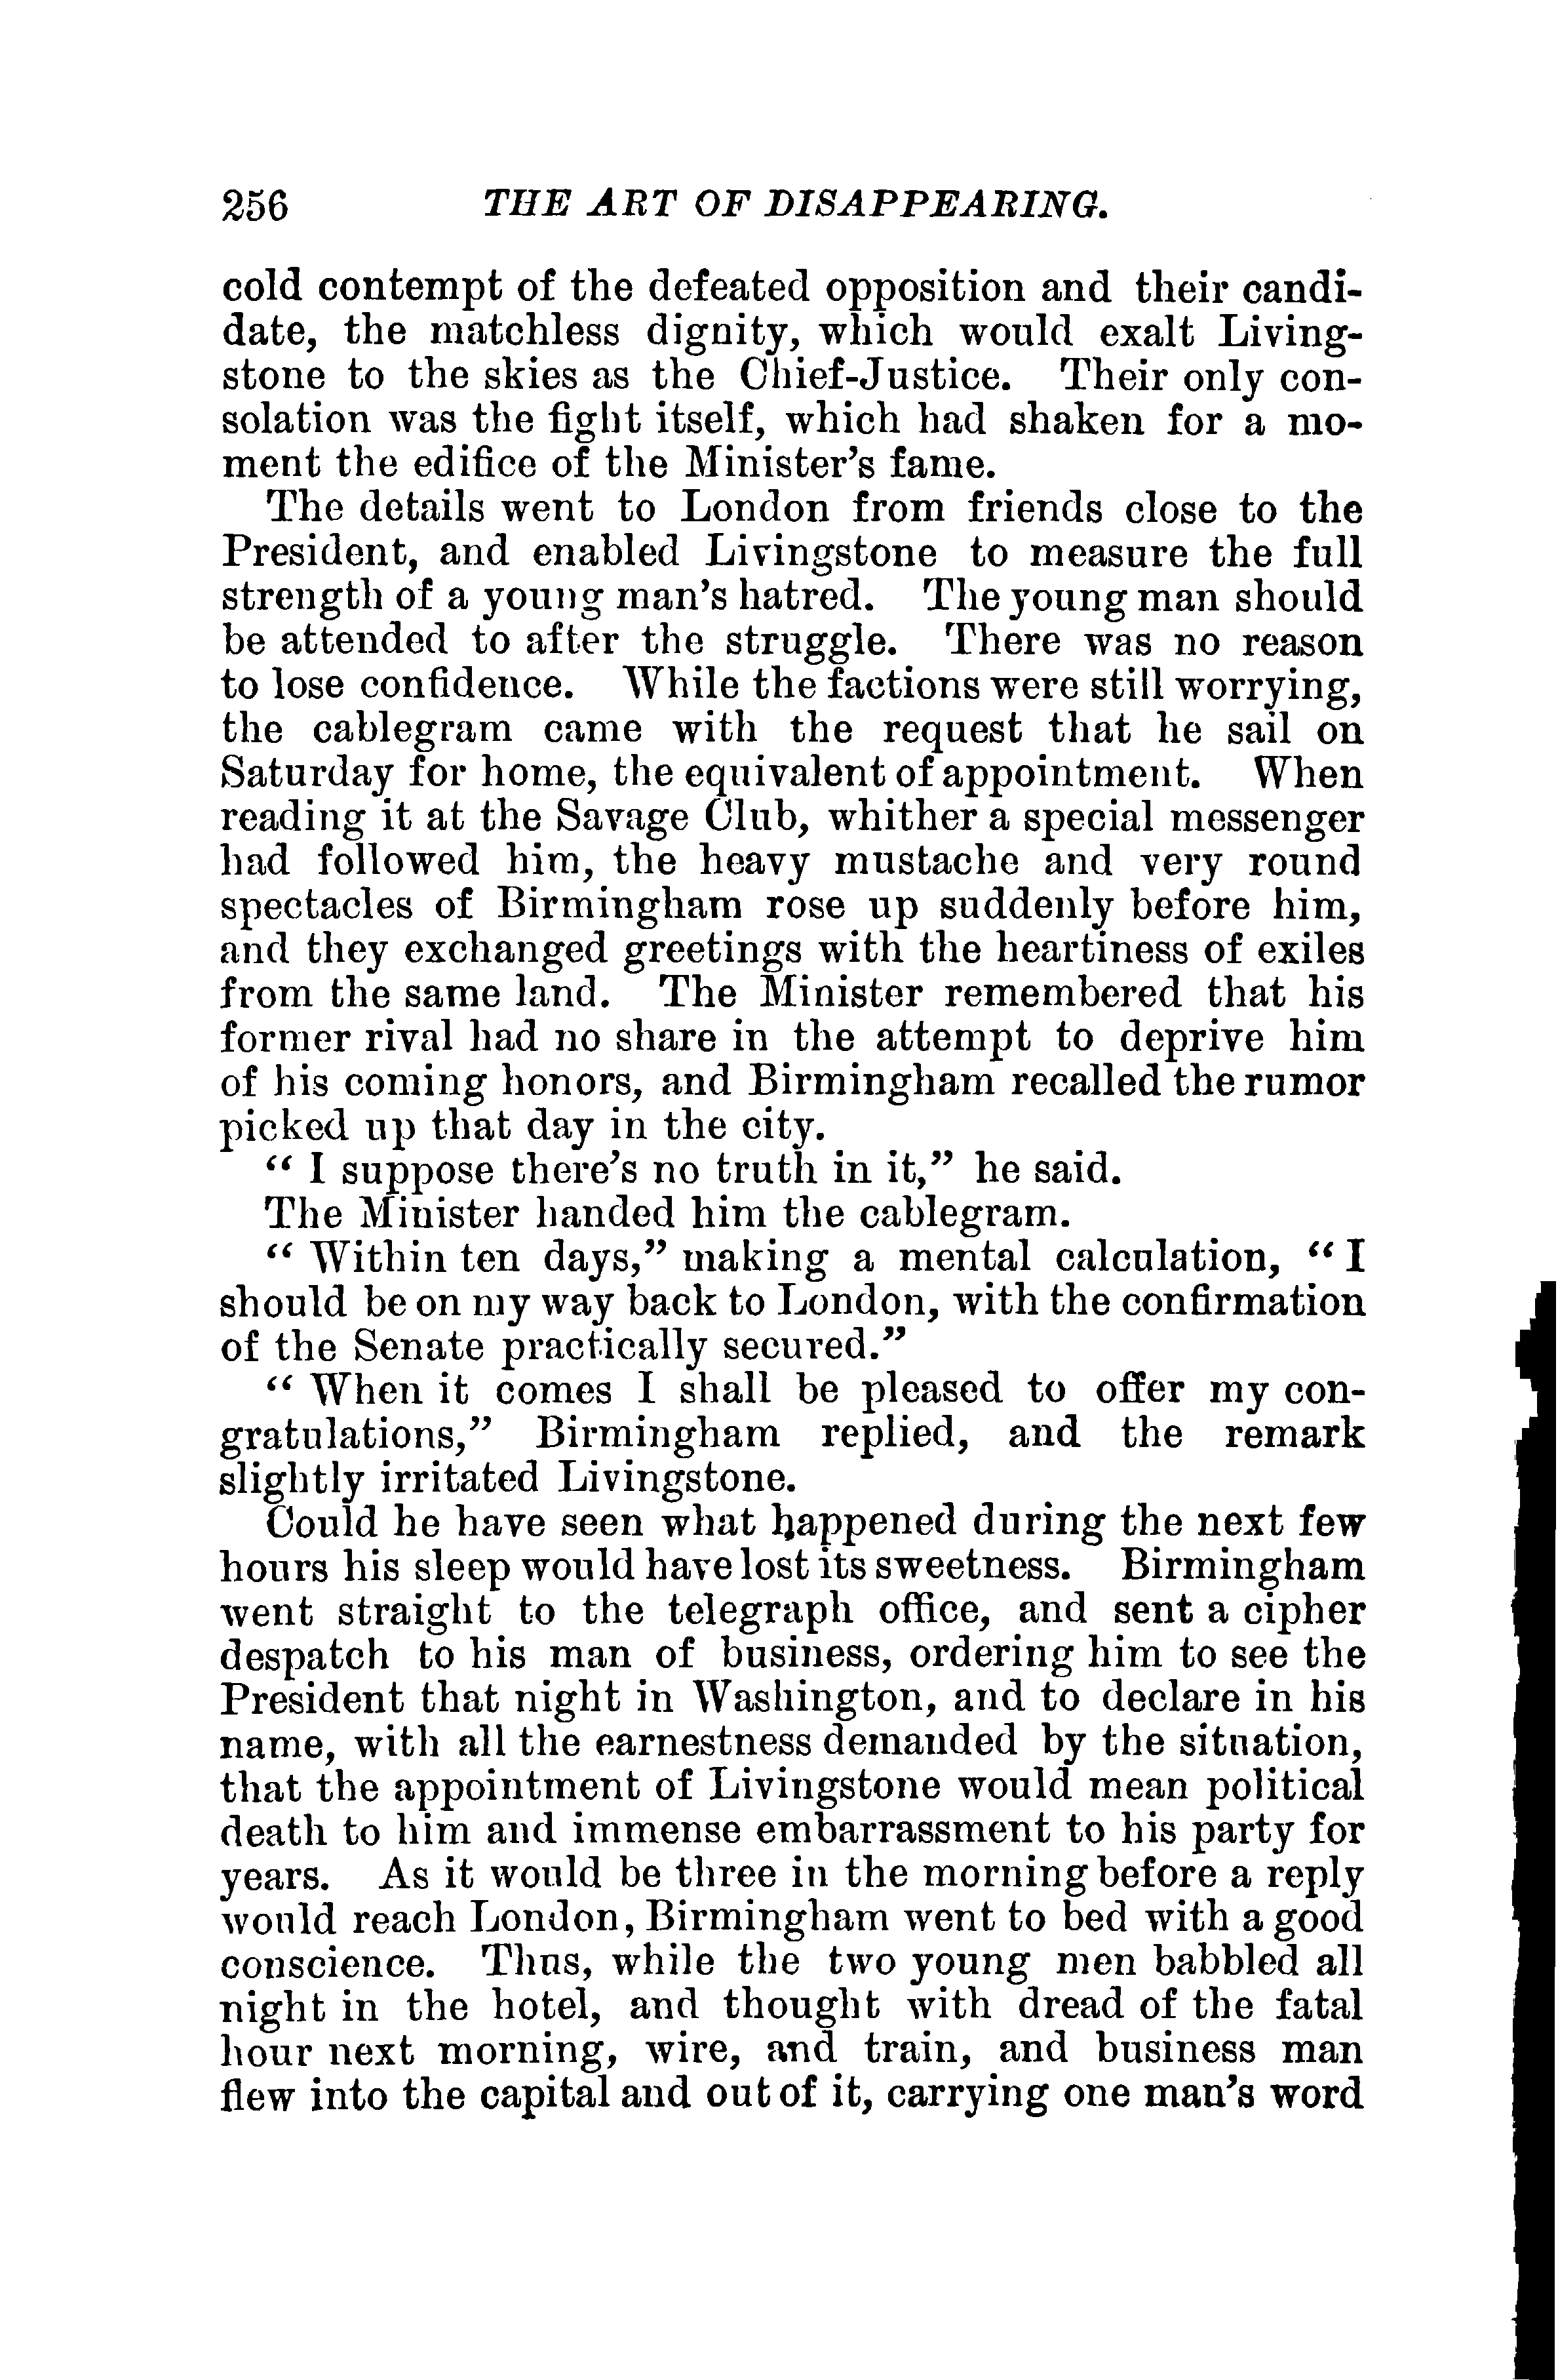 256 THE ART OF DISAPPEARING.
cold contempt of the defeated opposition and their candi-
date, the matchless dignity, which would exalt Living-
stone to the skies as the Chief-Justice. Their only con-
solation was the fight itself, which had shaken for a mo-
ment the edifice of the Minister's fame.
The details went to London from friends close to the
President, and enabled Livingstone to measure the full
strength of a young man's hatred. The young man should
be attended to after the struggle. There was no reason
to lose confidence. While the factions were still worrying,
the cablegram came with the request that he sail on
Saturday for home, the equivalent of appointment. When
reading it at the Savage Club, whither a special messenger
had followed him, the heavy mustache and very round
spectacles of Birmingham rose up suddenly before him,
and they exchanged greetings with the heartiness of exiles
from the same land. The Minister remembered that his
former rival had no share in the attempt to deprive him
of his coming honors, and Birmingham recalled the rumor
picked up that day in the city.
“ I suppose there's no truth in it,” he said.
The Minister handed him the cablegram.
“ Within ten days,” making a mental calculation, “ I
should be on my way back to London, with the confirmation
of the Senate practically secured.”
“ When it comes I shall be pleased to offer my con-
gratulations,” Birmingham replied, and the remark
slightly irritated Livingstone.
Could he have seen what happened during the next few
hours his sleep would have lost its sweetness. Birmingham
went straight to the telegraph office, and sent a cipher
despatch to his man of business, ordering him to see the
President that night in Washington, and to declare in his
name, with all the earnestness demanded by the situation,
that the appointment of Livingstone would mean political
death to him and immense embarrassment to his party for
years. As it would be three in the morning before a reply
would reach London, Birmingham went to bed with a good
conscience. Thus, while the two young men babbled all
night in the hotel, and thought with dread of the fatal
hour next morning, wire, and train, and business man
flew into the capital and out of it, carrying one man's word